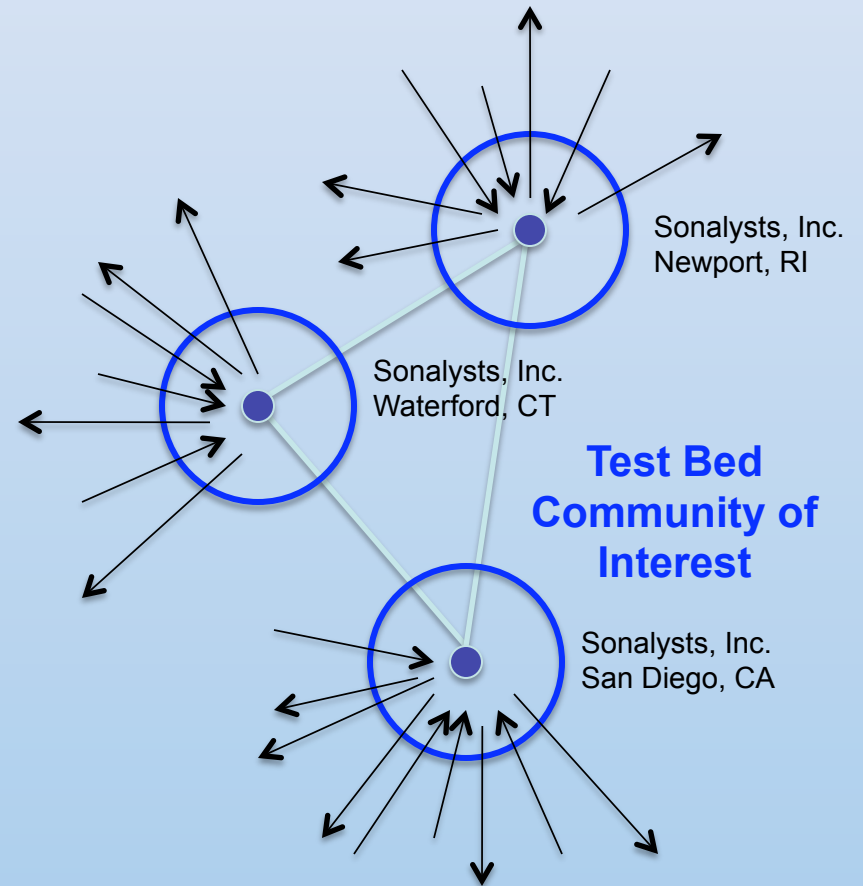 Sonalysts, Inc.
Newport, RI
Sonalysts, Inc.
Waterford, CT
Test Bed
Community of
Interest
Sonalysts, Inc.
San Diego, CA